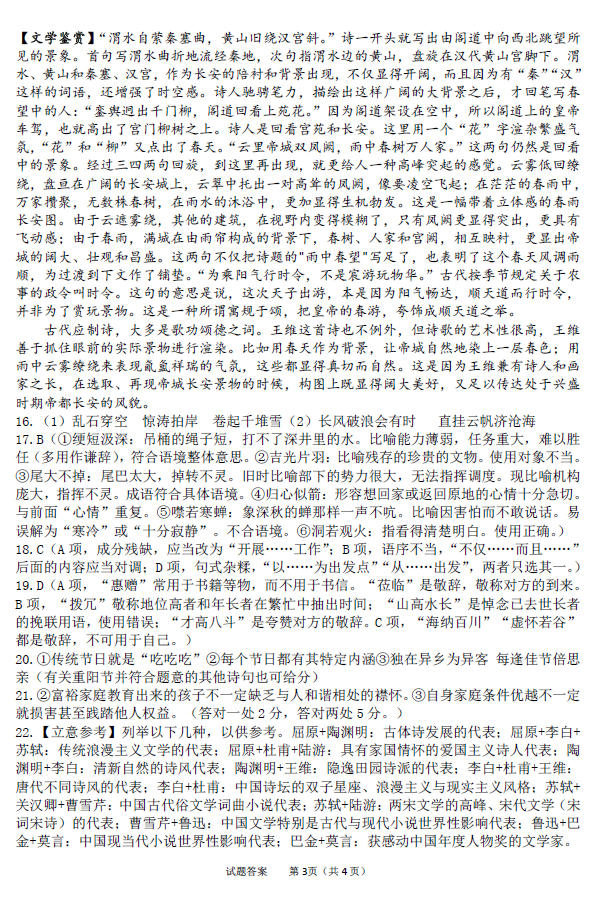 【文学鉴赏】“渭水自萦秦塞曲，黄山旧绕汉宫斜。”诗一开头就写出由阁道中向西北跳望所
见的景象。首句写渭水曲折地流经秦地，次句指渭水边的黄山，盘旋在汉代黄山宫脚下。渭
水、黄山和秦塞、汉宫，作为长安的陪衬和背景出现，不仅显得开阔，而且因为有“秦”“汉”
这样的词语，还增强了时空感。诗人驰骋笔力，描绘出这样广阔的大背景之后，才回笔写春
望中的人：“銮舆迥出千门柳，阁道回看上苑花。”因为阁道架设在空中，所以阁道上的皇帝
车驾，也就高出了宫门柳树之上。诗人是回看宫苑和长安。这里用一个“花”字渲染繁盛气
氛，“花”和“柳”又点出了春天。“云里帝城双凤阙，雨中春树万人家。”这两句仍然是回看
中的景象。经过三四两句回旋，到这里再出现，就更给人一种高峰突起的感觉。云雾低回缭
绕，盘亘在广阔的长安城上，云翠中托出一对高耸的凤阙，像要凌空飞起；在茫茫的春雨中，
万家攒聚，无数株春树，在雨水的沐浴中，更加显得生机勃发。这是一幅带着立体感的春雨
长安图。由于云遮雾绕，其他的建筑，在视野内变得模糊了，只有凤阙更显得突出，更具有
飞动感；由于春雨，满城在由雨帘构成的背景下，春树、人家和宫阙，相互映衬，更显出帝
城的阔大、壮观和昌盛。这两句不仅把诗题的"雨中春望"写足了，也表明了这个春天风调雨
顺，为过渡到下文作了铺垫。“为乘阳气行时令，不是宸游玩物华。”古代按季节规定关于农
事的政令叫时令。这句的意思是说，这次天子出游，本是因为阳气畅达，顺天道而行时令，
并非为了赏玩景物。这是一种所谓寓规于颂，把皇帝的春游，夸饰成顺天道之举。
古代应制诗，大多是歌功颂德之词。王维这首诗也不例外，但诗歌的艺术性很高，王维
善于抓住眼前的实际景物进行渲染。比如用春天作为背景，让帝城自然地染上一层春色；用
雨中云雾缭绕来表现氤氲祥瑞的气氛，这些都显得真切而自然。这是因为王维兼有诗人和画
家之长，在选取、再现帝城长安景物的时候，构图上既显得阔大美好，又足以传达处于兴盛
时期帝都长安的风貌。
16.（1）乱石穿空 惊涛拍岸 卷起千堆雪（2）长风破浪会有时 直挂云帆济沧海
17.B（①绠短汲深：吊桶的绳子短，打不了深井里的水。比喻能力薄弱，任务重大，难以胜
任（多用作谦辞），符合语境整体意思。②吉光片羽：比喻残存的珍贵的文物。使用对象不当。
③尾大不掉：尾巴太大，掉转不灵。旧时比喻部下的势力很大，无法指挥调度。现比喻机构
庞大，指挥不灵。成语符合具体语境。④归心似箭：形容想回家或返回原地的心情十分急切。
与前面“心情”重复。⑤噤若寒蝉：象深秋的蝉那样一声不吭。比喻因害怕而不敢说话。易
误解为“寒冷”或“十分寂静”。不合语境。⑥洞若观火：指看得清楚明白。使用正确。）
18.C（A 项，成分残缺，应当改为“开展……工作”；B 项，语序不当，“不仅……而且……”
后面的内容应当对调；D 项，句式杂糅，“以……为出发点”“从……出发”，两者只选其一。）
19.D（A 项，“惠赠”常用于书籍等物，而不用于书信。“莅临”是敬辞，敬称对方的到来。
B 项，“拨冗”敬称地位高者和年长者在繁忙中抽出时间；“山高水长”是悼念已去世长者
的挽联用语，使用错误；“才高八斗”是夸赞对方的敬辞。C 项，“海纳百川”“虚怀若谷”
都是敬辞，不可用于自己。）
20.①传统节日就是“吃吃吃”②每个节日都有其特定内涵③独在异乡为异客 每逢佳节倍思
亲（有关重阳节并符合题意的其他诗句也可给分）
21.②富裕家庭教育出来的孩子不一定缺乏与人和谐相处的襟怀。③自身家庭条件优越不一定
就损害甚至践踏他人权益。（答对一处 2 分，答对两处 5 分。）
22.【立意参考】列举以下几种，以供参考。屈原+陶渊明：古体诗发展的代表；屈原+李白+
苏轼：传统浪漫主义文学的代表；屈原+杜甫+陆游：具有家国情怀的爱国主义诗人代表；陶
渊明+李白：清新自然的诗风代表；陶渊明+王维：隐逸田园诗派的代表；李白+杜甫+王维：
唐代不同诗风的代表；李白+杜甫：中国诗坛的双子星座、浪漫主义与现实主义风格；苏轼+
关汉卿+曹雪芹：中国古代俗文学词曲小说代表；苏轼+陆游：两宋文学的高峰、宋代文学（宋
词宋诗）的代表；曹雪芹+鲁迅：中国文学特别是古代与现代小说世界性影响代表；鲁迅+巴
金+莫言：中国现当代小说世界性影响代表；巴金+莫言：获感动中国年度人物奖的文学家。
试题答案 第 3页（共 4 页）